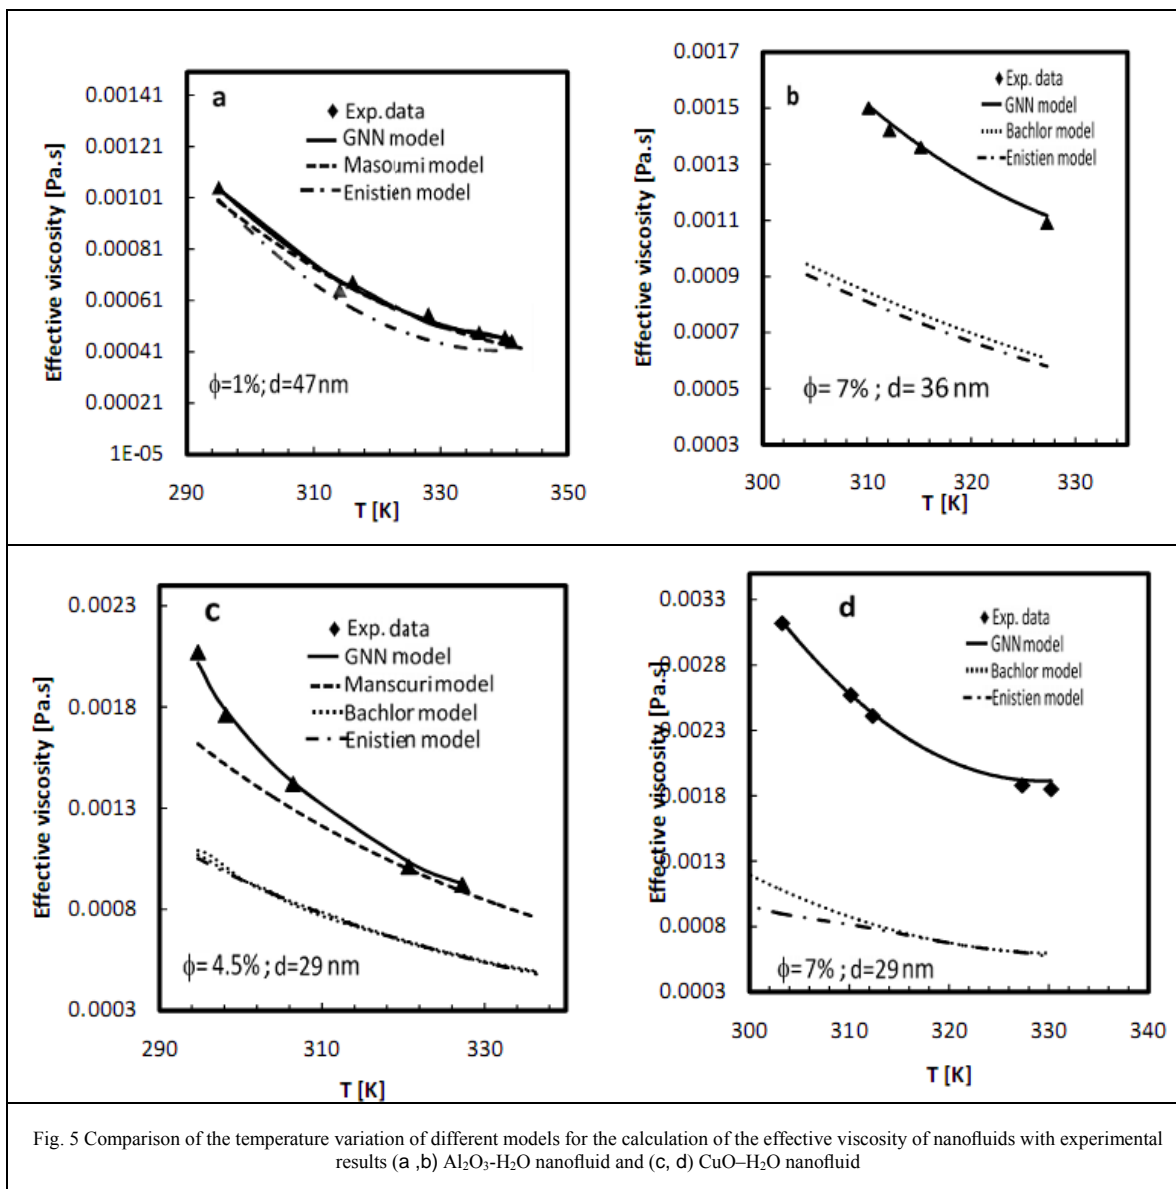 a
Effective viscosity [Pa.s]
0.00141
0.00121
0.00101
0.00081
0.00061
0.00041
0.00021
1E-05
Exp. data
GNN model
Masoumi model
Enistien model
ϕ=1%; d=47nm
290 310 330 350
T [K]
b
Effective viscosity [Pa.s]
0.0017
0.0015
0.0013
0.0011
0.0009
0.0007
0.0005
0.0003
Exp. data
GNN model
Bachlor model
Enistien model
ϕ= 7% ; d= 36 nm
300 310 320 330
T [K]
c
Effective viscosity [Pa.s]
0.0023
0.0018
0.0013
0.0008
0.0003
Exp. data
GNN model
Manscuri model
Bachlor model
Enistien model
ϕ= 4.5% ; d=29 nm
290 310 330
T [K]
d
Effective viscosity [Pa.s]
0.0033
0.0028
0.0023
0.0018
0.0013
0.0008
0.0003
Exp. data
GNN model
Bachlor model
Enistien model
ϕ=7% ; d=29 nm
300 310 320 330 340
T [K]
Fig. 5 Comparison of the temperature variation of different models for the calculation of the effective viscosity of nanofluids with experimental
results (a ,b) Al₂O₃-H₂O nanofluid and (c, d) CuO–H₂O nanofluid